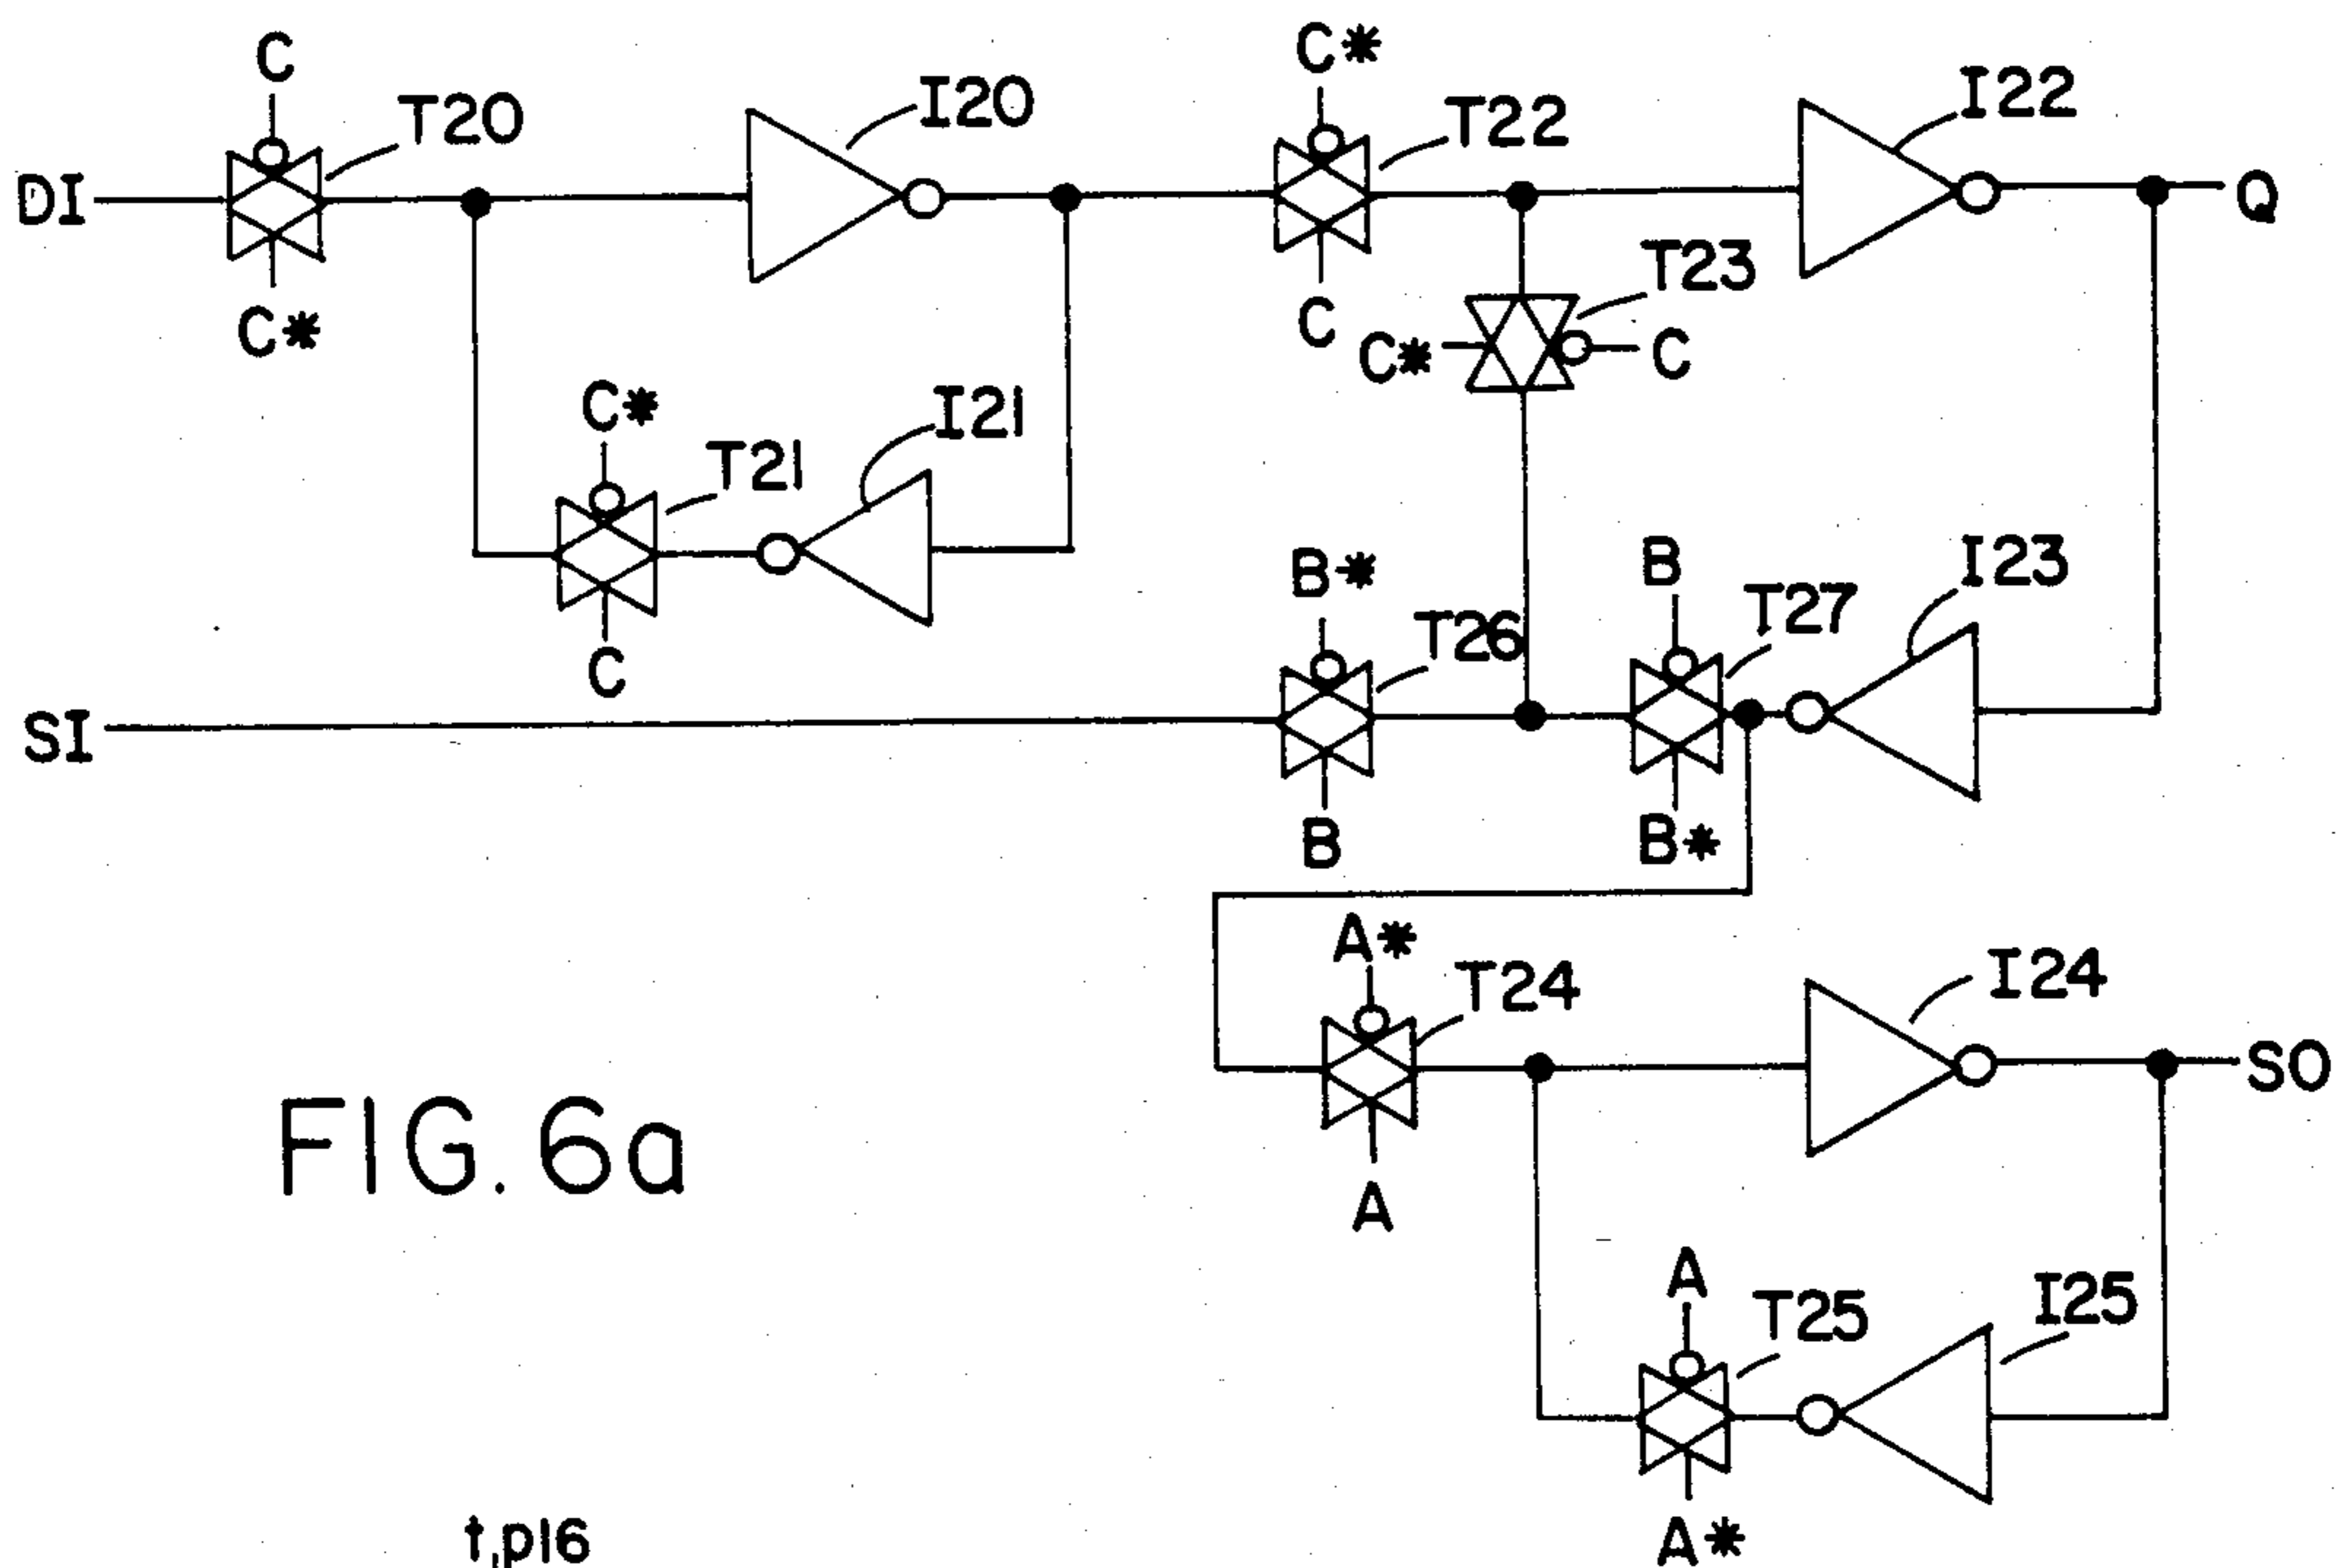 C
C*
T20
I20
T22
I22
DI
Q
C*
C
T23
C*
C
C*
T21
I21
C
B*
T26
B
T27
I23
SI
B
B*
A*
T24
I24
SO
A
FIG. 6a
A
T25
I25
A*
t,p16